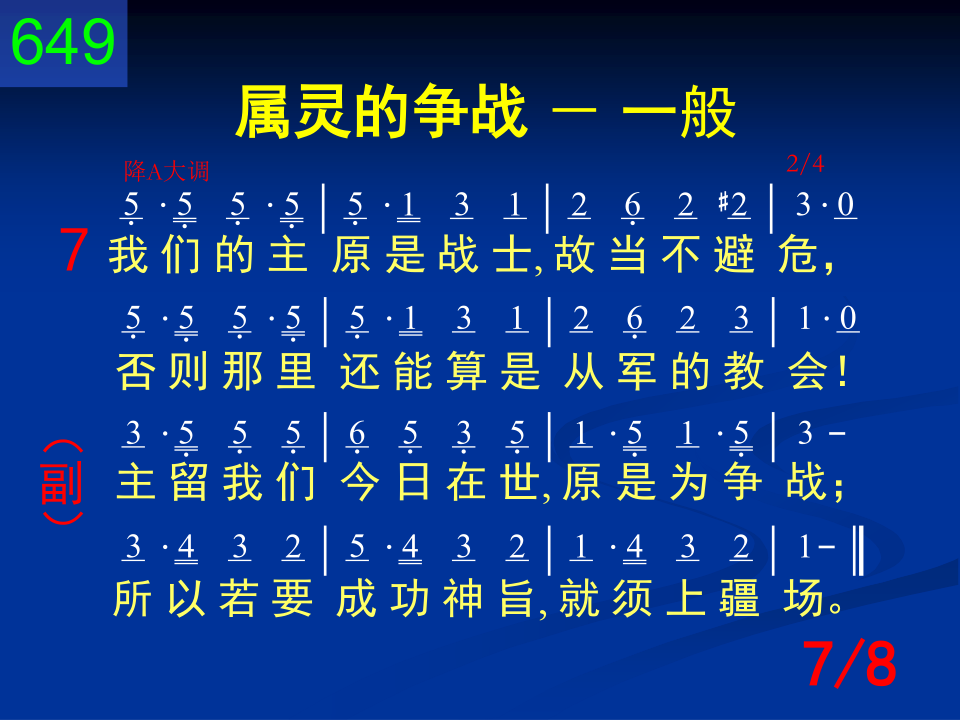 649
属灵的争战 － 一般
降A大调 2/4
5 · 5 5 · 5 | 5 · 1 3 1 | 2 6 2 #2 | 3 · 0
7 我们的主 原是战士,故当不避 危，
5 · 5 5 · 5 | 5 · 1 3 1 | 2 6 2 3 | 1 · 0
否则那里 还能算是 从军的教 会！
3 · 5 5 5 | 6 5 3 5 | 1 · 5 1 · 5 | 3 -
（副） 主留我们 今日在世,原是为争 战；
3 · 4 3 2 | 5 · 4 3 2 | 1 · 4 3 2 | 1 - ‖
所以若要 成功神旨,就须上疆 场。
7/8